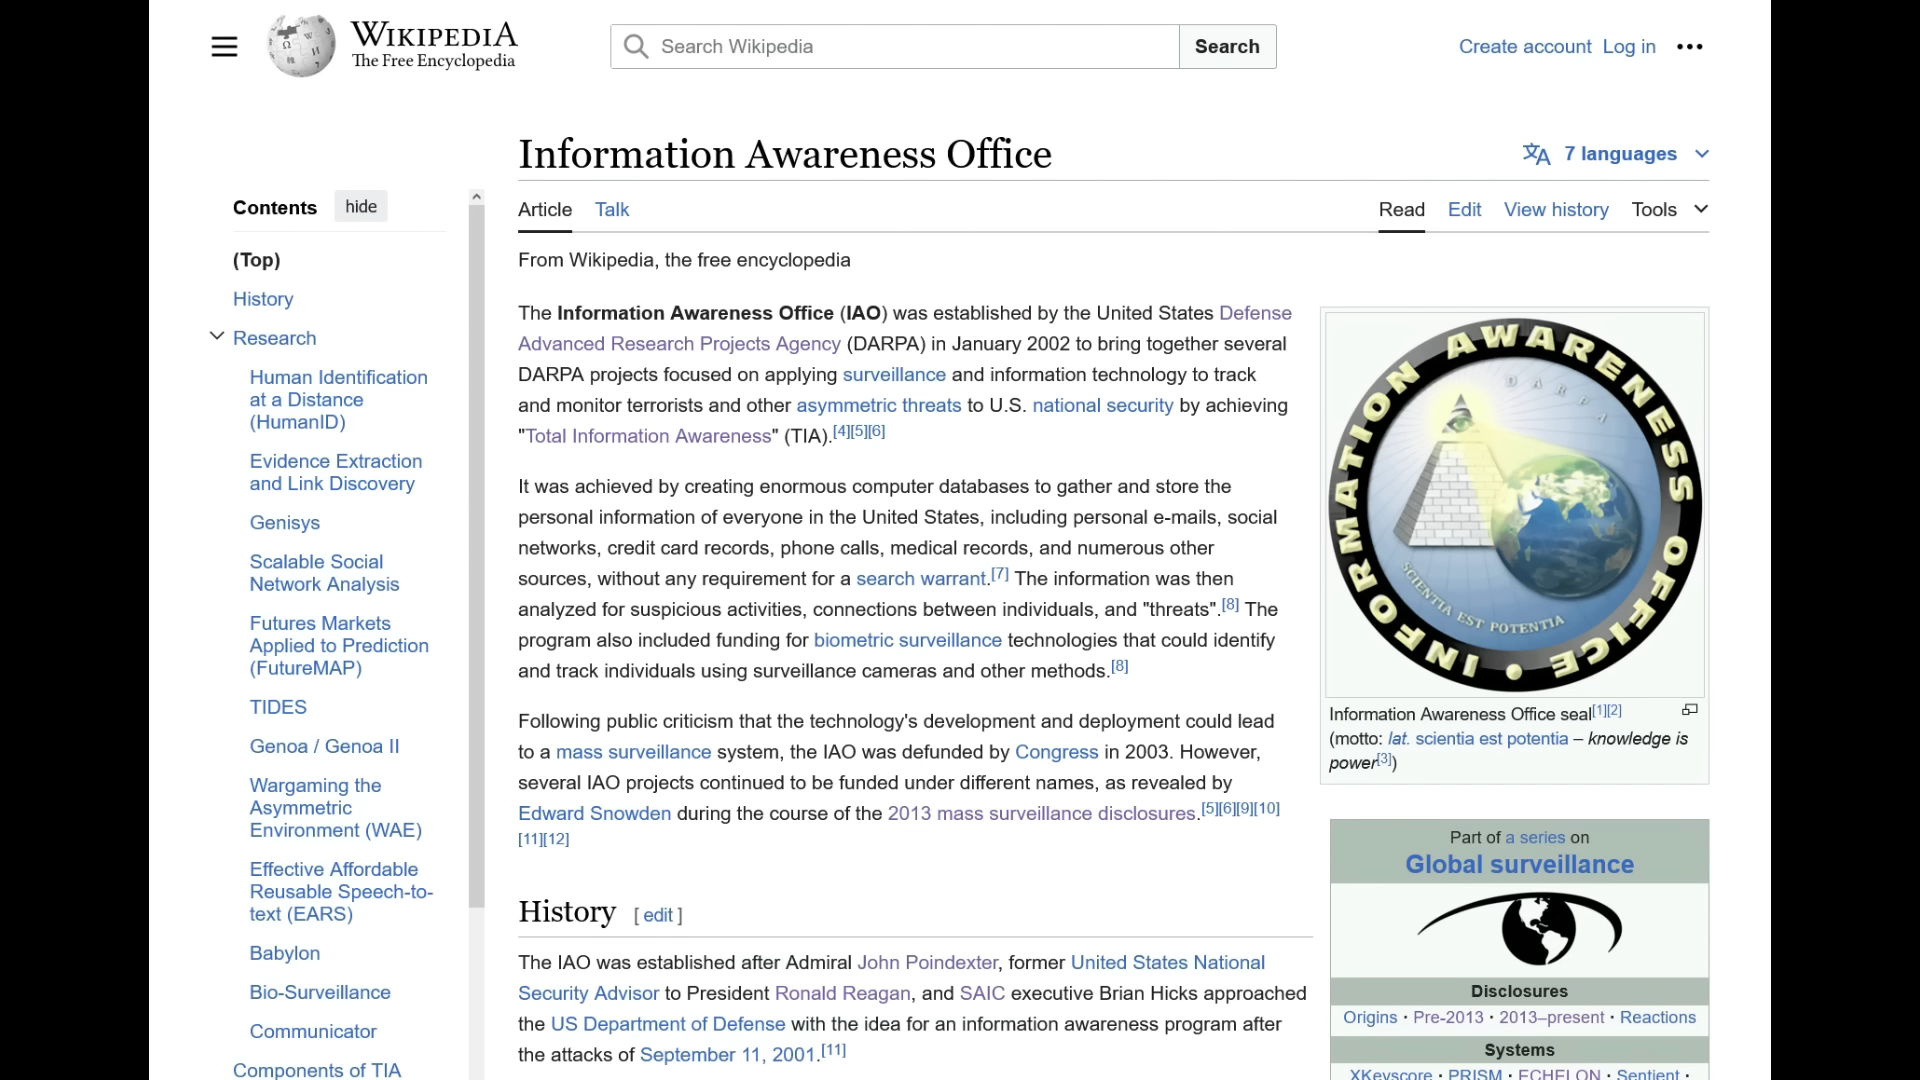 WIKIPEDIA
The Free Encyclopedia
Search Wikipedia
Search
Create account Log in
Information Awareness Office
7 languages
Contents hide
Article Talk
Read Edit View history Tools
(Top)
History
Research
Human Identification
at a Distance
(HumanID)
Evidence Extraction
and Link Discovery
Genisys
Scalable Social
Network Analysis
Futures Markets
Applied to Prediction
(FutureMAP)
TIDES
Genoa / Genoa II
Wargaming the
Asymmetric
Environment (WAE)
Effective Affordable
Reusable Speech-to-
text (EARS)
Babylon
Bio-Surveillance
Communicator
Components of TIA
From Wikipedia, the free encyclopedia
The Information Awareness Office (IAO) was established by the United States Defense
Advanced Research Projects Agency (DARPA) in January 2002 to bring together several
DARPA projects focused on applying surveillance and information technology to track
and monitor terrorists and other asymmetric threats to U.S. national security by achieving
"Total Information Awareness" (TIA).[4][5][6]
It was achieved by creating enormous computer databases to gather and store the
personal information of everyone in the United States, including personal e-mails, social
networks, credit card records, phone calls, medical records, and numerous other
sources, without any requirement for a search warrant.[7] The information was then
analyzed for suspicious activities, connections between individuals, and "threats".[8] The
program also included funding for biometric surveillance technologies that could identify
and track individuals using surveillance cameras and other methods.[8]
Following public criticism that the technology's development and deployment could lead
to a mass surveillance system, the IAO was defunded by Congress in 2003. However,
several IAO projects continued to be funded under different names, as revealed by
Edward Snowden during the course of the 2013 mass surveillance disclosures.[5][6][9][10]
[11][12]
History [ edit ]
The IAO was established after Admiral John Poindexter, former United States National
Security Advisor to President Ronald Reagan, and SAIC executive Brian Hicks approached
the US Department of Defense with the idea for an information awareness program after
the attacks of September 11, 2001.[11]
INFORMATION AWARENESS OFFICE
DARPA
SCIENTIA EST POTENTIA
Information Awareness Office seal[1][2]
(motto: lat. scientia est potentia – knowledge is
power[3])
Part of a series on
Global surveillance
Disclosures
Origins · Pre-2013 · 2013–present · Reactions
Systems
XKeyscore · PRISM · ECHELON · Sentient ·